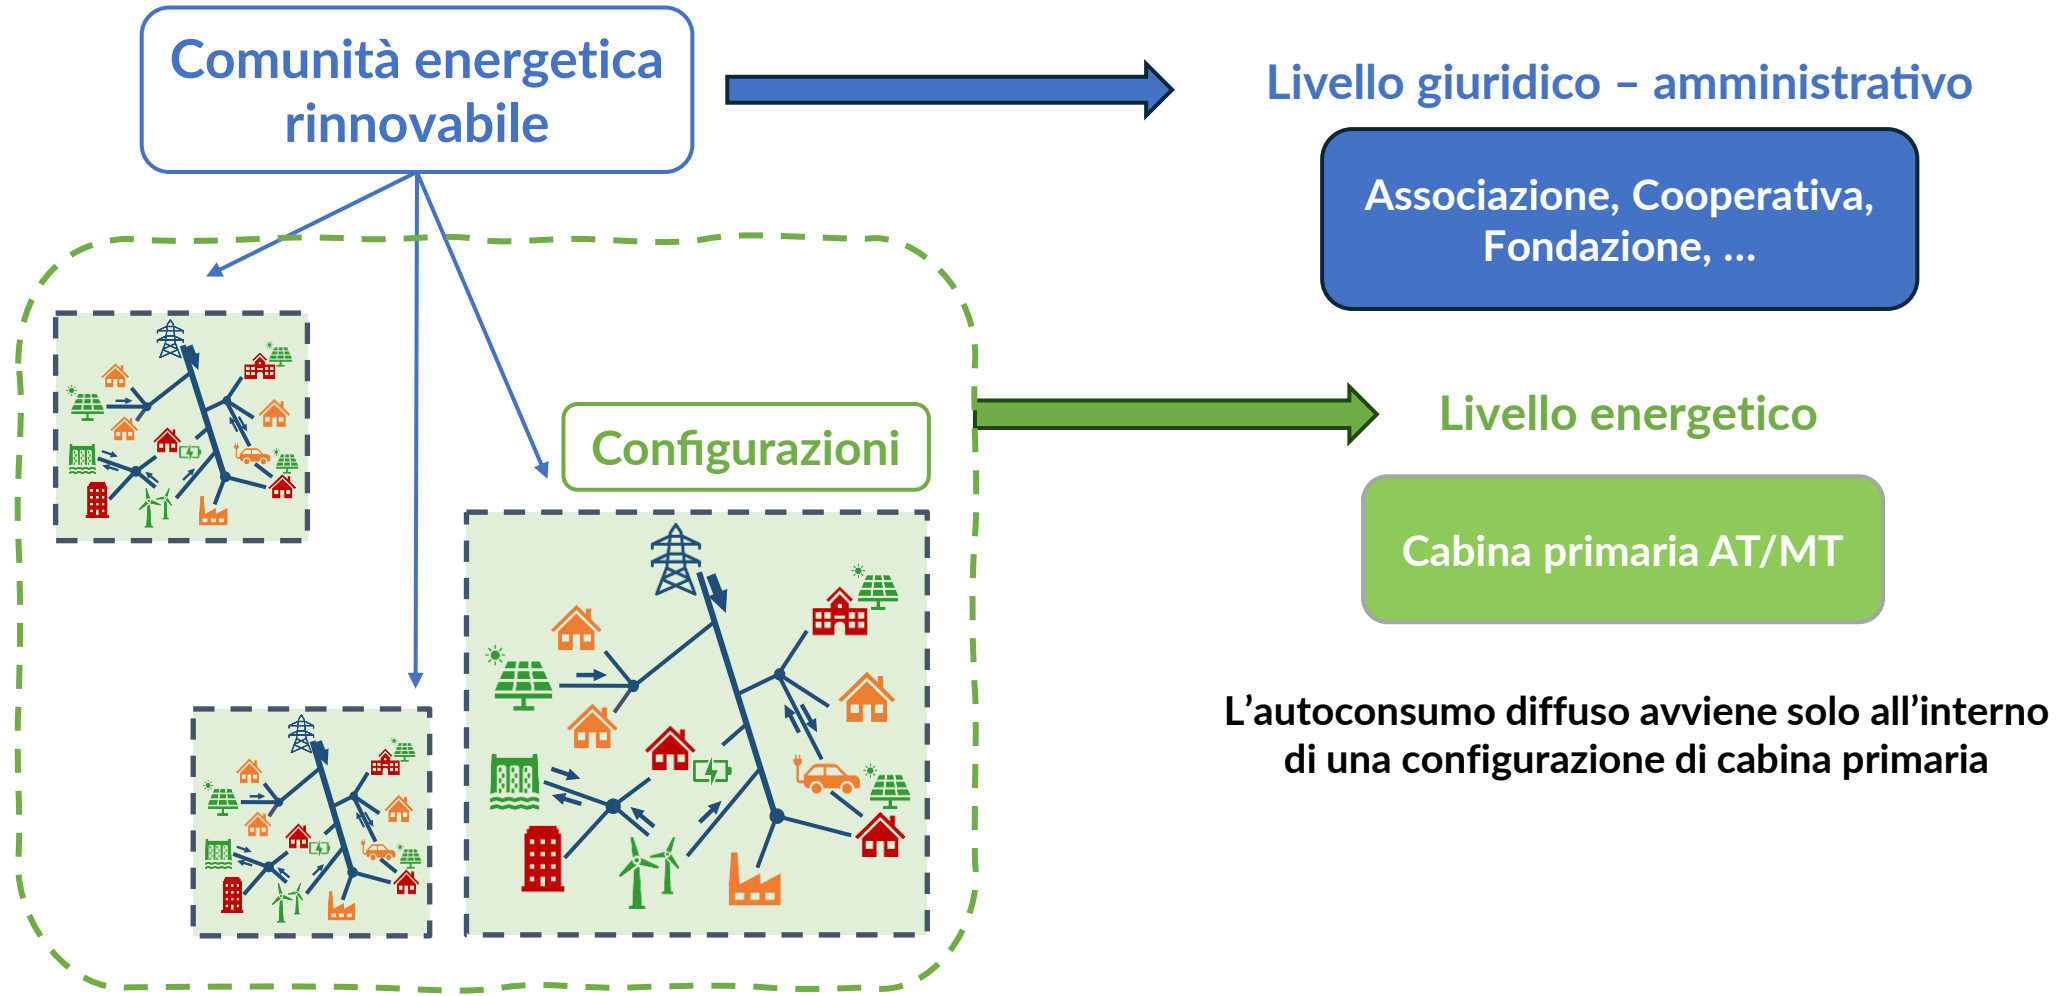 Comunità energetica
rinnovabile
Livello giuridico – amministrativo
Associazione, Cooperativa,
Fondazione, ...
Configurazioni
Livello energetico
Cabina primaria AT/MT
L’autoconsumo diffuso avviene solo all’interno
di una configurazione di cabina primaria